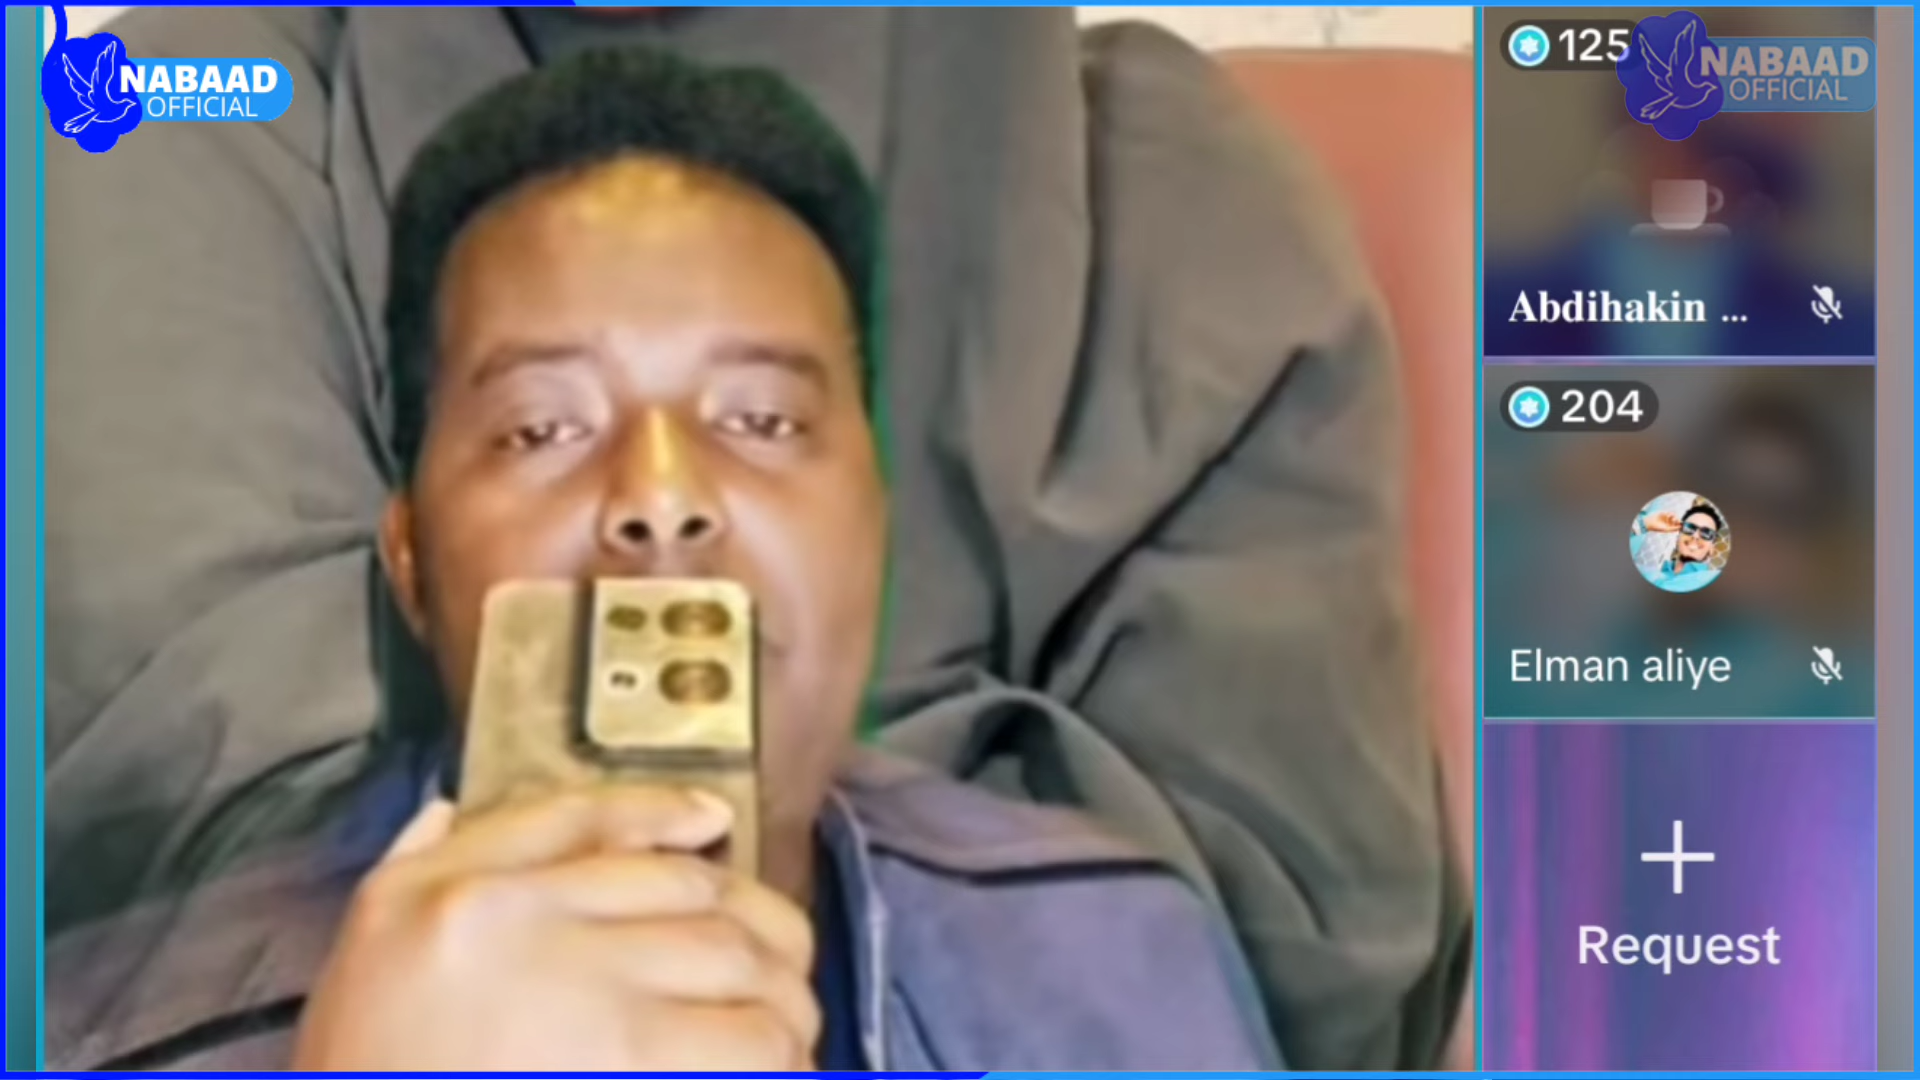 NABAAD
OFFICIAL
125
NABAAD
OFFICIAL
Abdihakin ...
204
Elman aliye
Request